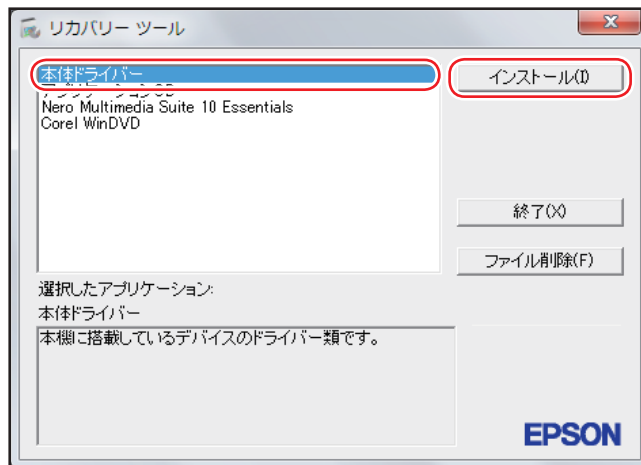 リカバリー ツール
本体ドライバー
Nero Multimedia Suite 10 Essentials
Corel WinDVD
インストール(I)
終了(X)
ファイル削除(F)
選択したアプリケーション:
本体ドライバー
本機に搭載しているデバイスのドライバー類です。
EPSON